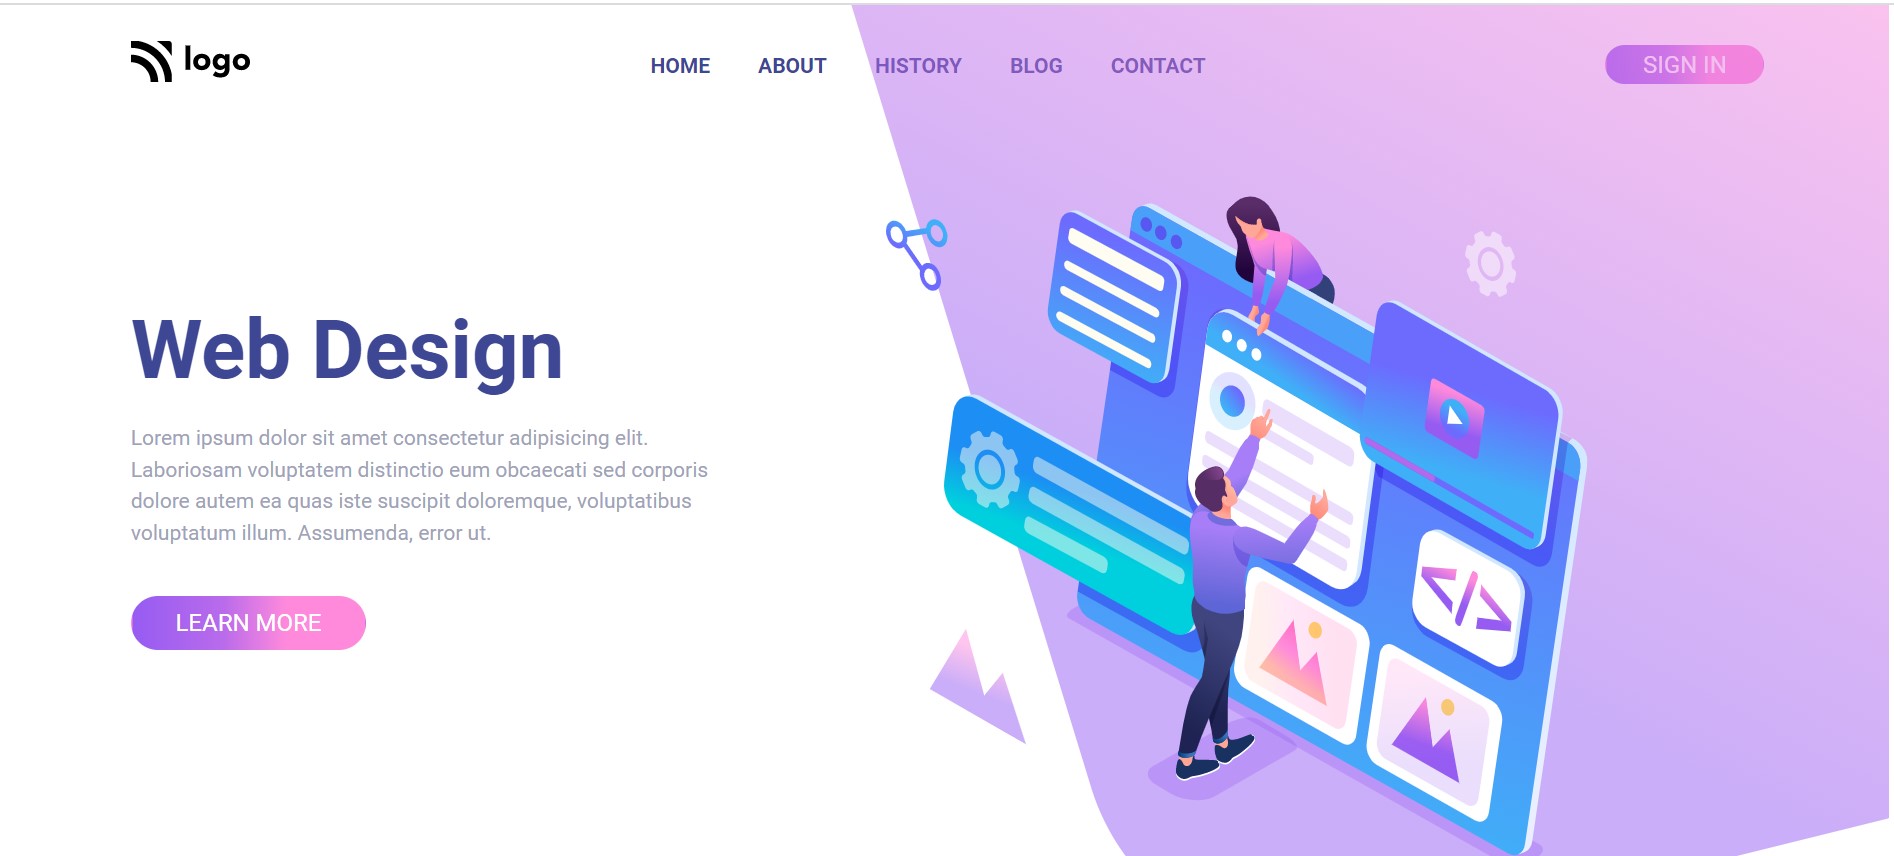 logo
HOME ABOUT HISTORY BLOG CONTACT
SIGN IN
Web Design
Lorem ipsum dolor sit amet consectetur adipisicing elit.
Laboriosam voluptatem distinctio eum obcaecati sed corporis
dolore autem ea quas iste suscipit doloremque, voluptatibus
voluptatum illum. Assumenda, error ut.
LEARN MORE
</>